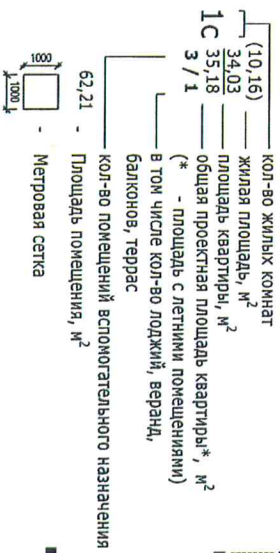 кол-во жилых комнат
(10,16) жилая площадь, м²
34,03 площадь квартиры, м²
1С 35,18 общая проектная площадь квартиры*, м²
3/1 (* - площадь с летними помещениями)
в том числе кол-во лоджий, веранд,
балконов, террас
кол-во помещений вспомогательного назначения
62,21 - Площадь помещения, м²
1000
1000 - Метровая сетка